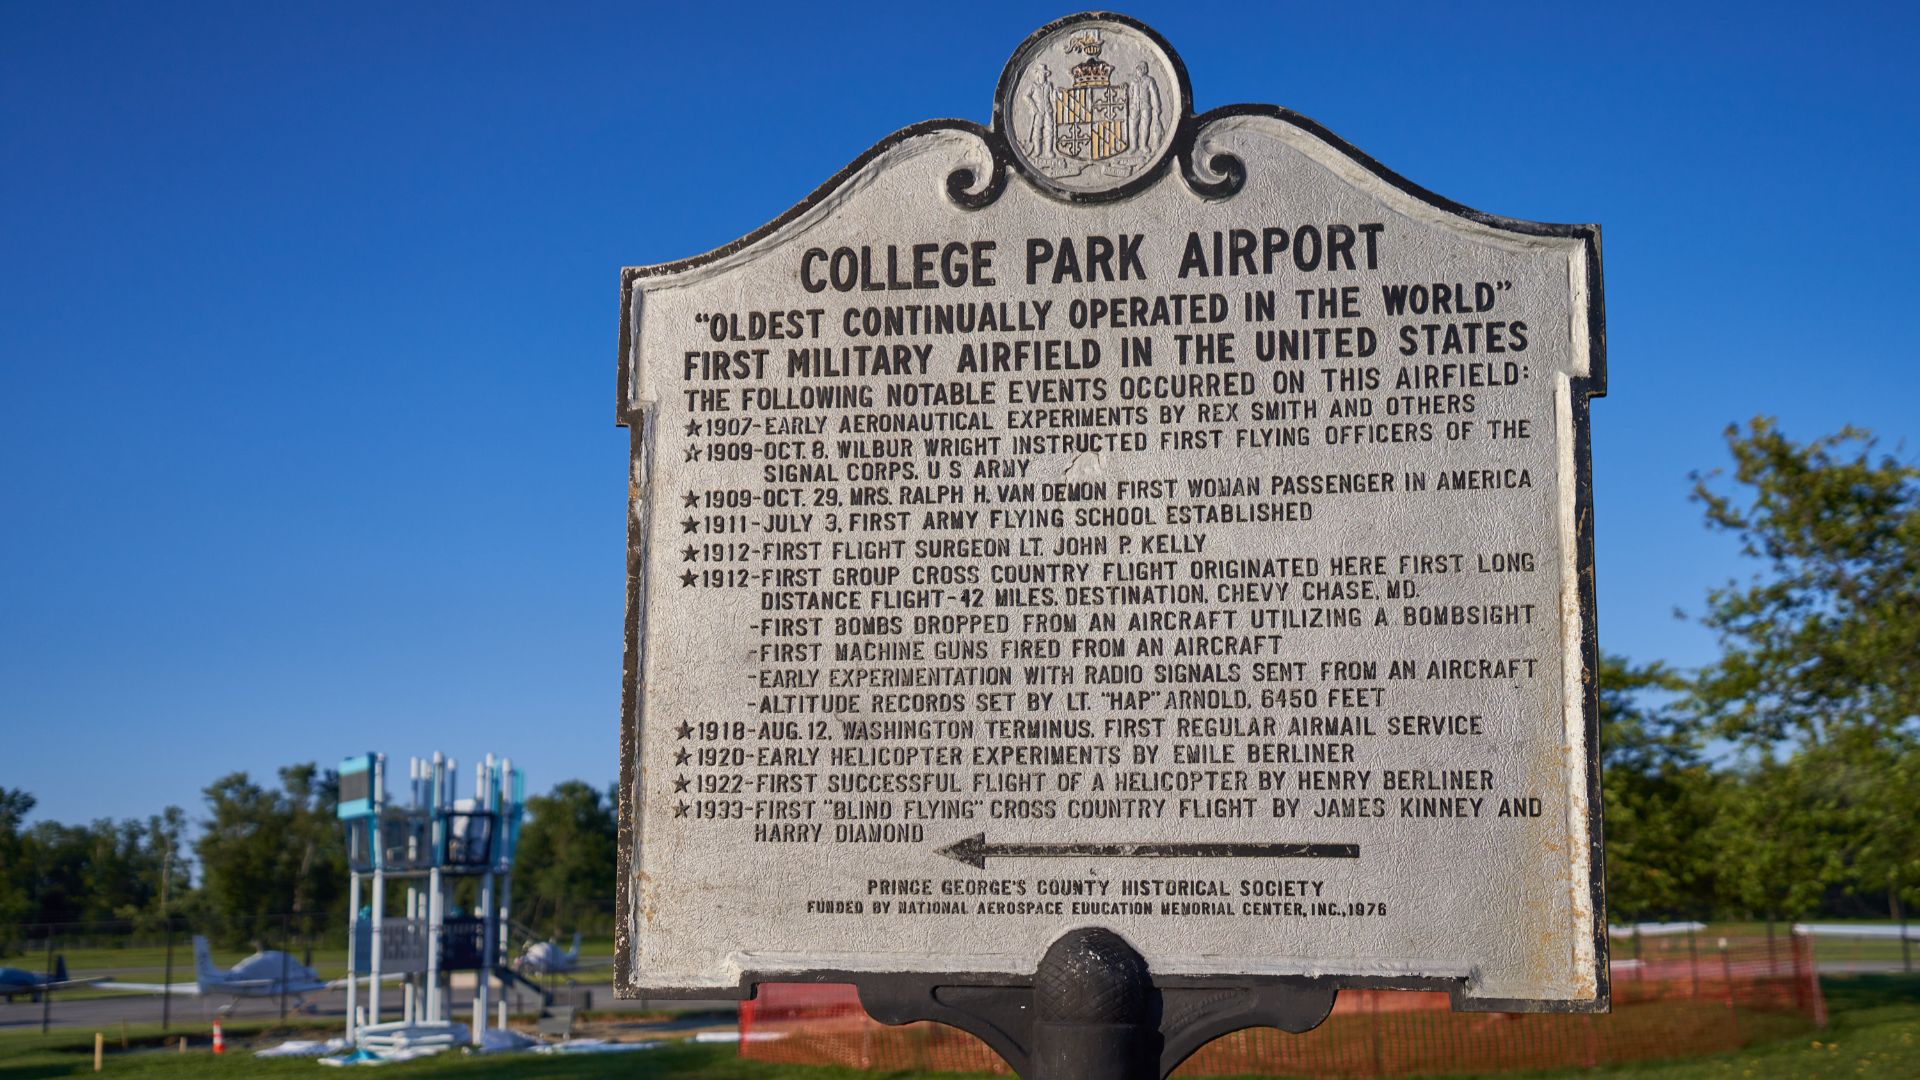 COLLEGE PARK AIRPORT
"OLDEST CONTINUALLY OPERATED IN THE WORLD"
FIRST MILITARY AIRFIELD IN THE UNITED STATES
THE FOLLOWING NOTABLE EVENTS OCCURRED ON THIS AIRFIELD:
★1907-EARLY AERONAUTICAL EXPERIMENTS BY REX SMITH AND OTHERS
★1909-OCT. 8, WILBUR WRIGHT INSTRUCTED FIRST FLYING OFFICERS OF THE
SIGNAL CORPS, U S ARMY
★1909-OCT. 29, MRS. RALPH H. VAN DEMON FIRST WOMAN PASSENGER IN AMERICA
★1911-JULY 3, FIRST ARMY FLYING SCHOOL ESTABLISHED
★1912-FIRST FLIGHT SURGEON LT. JOHN P. KELLY
★1912-FIRST GROUP CROSS COUNTRY FLIGHT ORIGINATED HERE FIRST LONG
DISTANCE FLIGHT-42 MILES, DESTINATION, CHEVY CHASE, MD.
-FIRST BOMBS DROPPED FROM AN AIRCRAFT UTILIZING A BOMBSIGHT
-FIRST MACHINE GUNS FIRED FROM AN AIRCRAFT
-EARLY EXPERIMENTATION WITH RADIO SIGNALS SENT FROM AN AIRCRAFT
-ALTITUDE RECORDS SET BY LT. "HAP" ARNOLD, 6450 FEET
★1918-AUG. 12, WASHINGTON TERMINUS, FIRST REGULAR AIRMAIL SERVICE
★1920-EARLY HELICOPTER EXPERIMENTS BY EMILE BERLINER
★1922-FIRST SUCCESSFUL FLIGHT OF A HELICOPTER BY HENRY BERLINER
★1933-FIRST "BLIND FLYING" CROSS COUNTRY FLIGHT BY JAMES KINNEY AND
HARRY DIAMOND
PRINCE GEORGE'S COUNTY HISTORICAL SOCIETY
FUNDED BY NATIONAL AEROSPACE EDUCATION MEMORIAL CENTER, INC., 1976